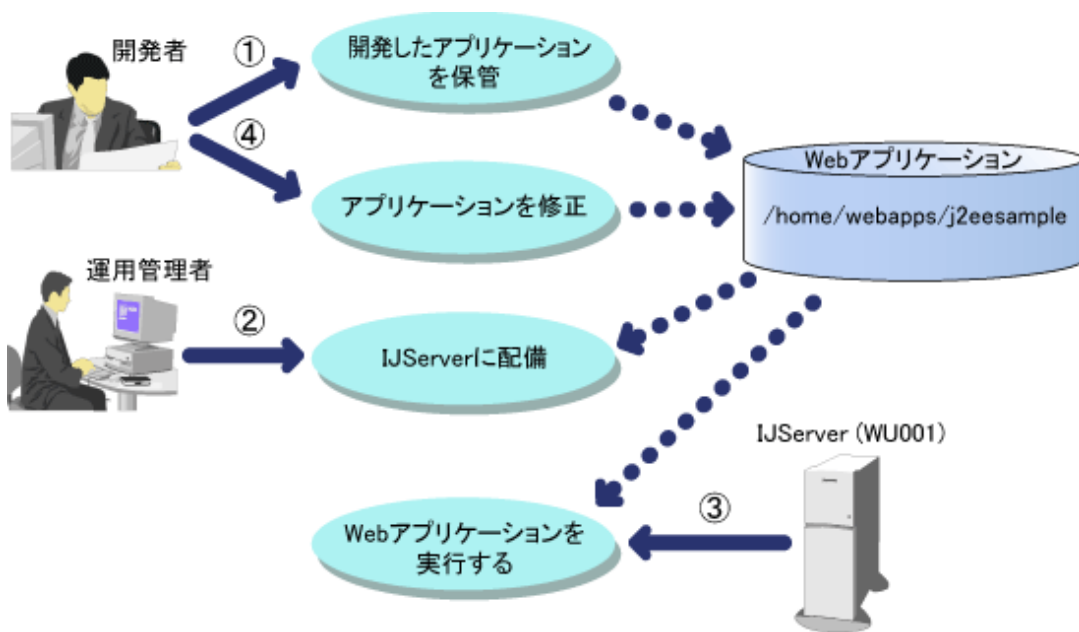 開発者
①
開発したアプリケーション
を保管
④
アプリケーションを修正
Webアプリケーション
/home/webapps/j2eesample
運用管理者
②
IJServerに配備
IJServer (WU001)
③
Webアプリケーションを
実行する